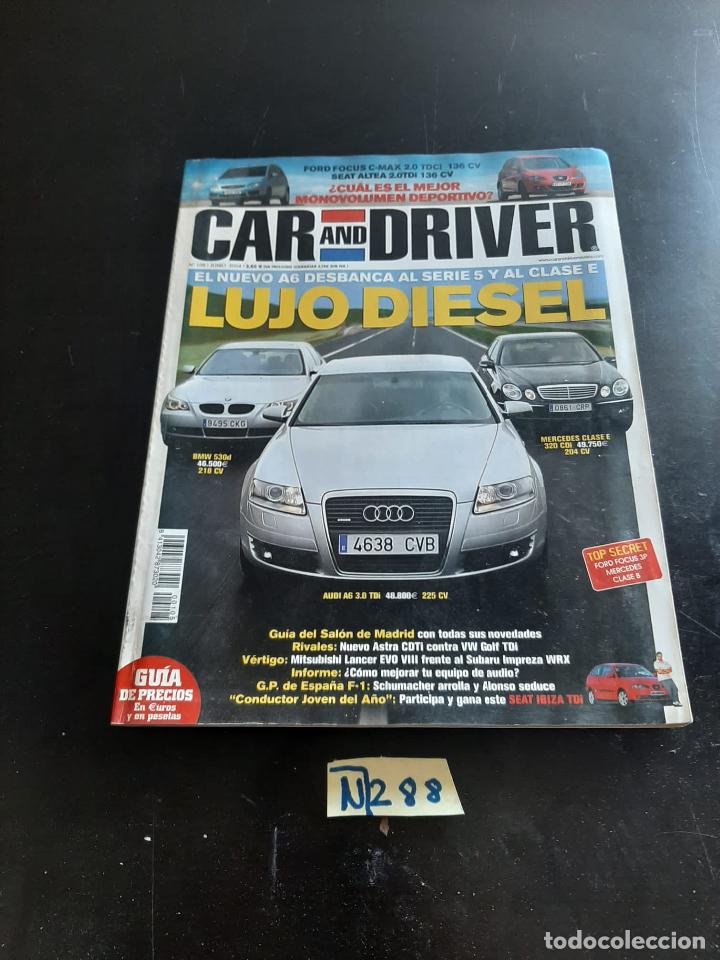 FORD FOCUS C-MAX 2.0 TDCi 136 CV
SEAT ALTEA 2.0TDi 136 CV
¿CUÁL ES EL MEJOR
MONOVOLUMEN DEPORTIVO?
CAR AND DRIVER
EL NUEVO A6 DESBANCA AL SERIE 5 Y AL CLASE E
LUJO DIESEL
9495 CKG
BMW 530d
46.500€
218 CV
0861 CRP
MERCEDES CLASE E
320 CDi 49.750€
204 CV
4638 CVB
AUDI A6 3.0 TDi 48.800€ 225 CV
TOP SECRET
FORD FOCUS 3P
MERCEDES
CLASE B
00105
Guía del Salón de Madrid con todas sus novedades
Rivales: Nuevo Astra CDTi contra VW Golf TDi
Vértigo: Mitsubishi Lancer EVO VIII frente al Subaru Impreza WRX
Informe: ¿Cómo mejorar tu equipo de audio?
G.P. de España F-1: Schumacher arrolla y Alonso seduce
“Conductor Joven del Año”: Participa y gana este SEAT IBIZA TDi
GUÍA
DE PRECIOS
En €uros
y en pesetas
N288
todocoleccion